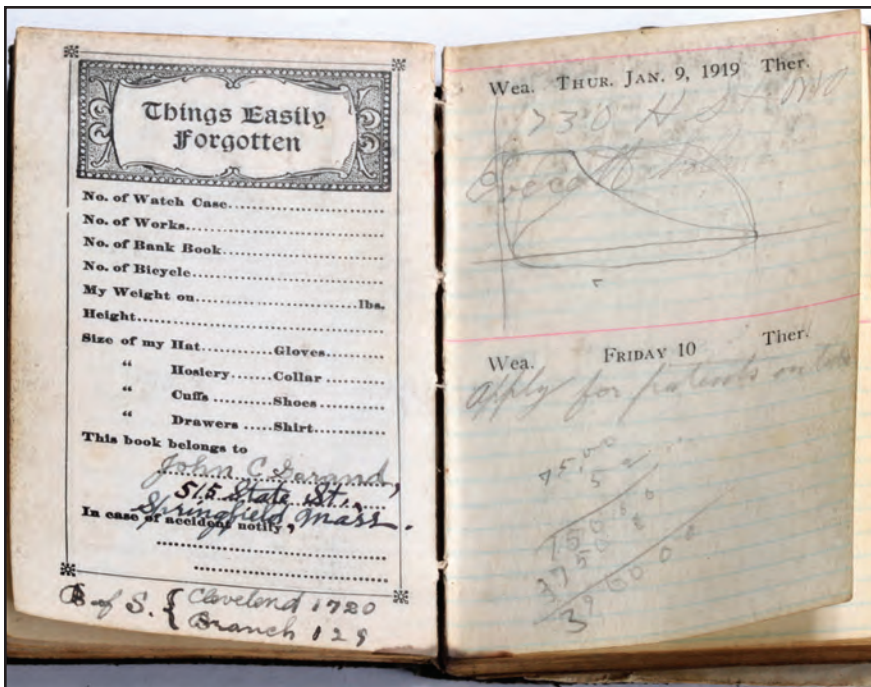 Things Easily
Forgotten
No. of Watch Case....................
No. of Works....................
No. of Bank Book....................
No. of Bicycle....................
My Weight on....................lbs.
Height....................
Size of my Hat........Gloves........
“ Hosiery......Collar........
“ Cuffs........Shoes........
“ Drawers......Shirt........
This book belongs to
John C Garand,
515 State St.,
In case of accident notify
Springfield, Mass.
B of S. { Cleveland 1720
Branch 129
Wea. THUR. JAN. 9, 1919 Ther.
730 H St
Wea. FRIDAY 10 Ther.
Apply for patents on